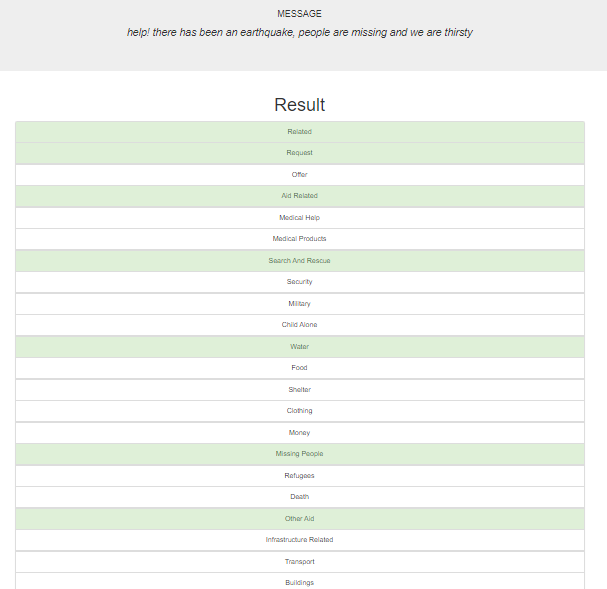 MESSAGE
help! there has been an earthquake, people are missing and we are thirsty
Result
Related
Request
Offer
Aid Related
Medical Help
Medical Products
Search And Rescue
Security
Military
Child Alone
Water
Food
Shelter
Clothing
Money
Missing People
Refugees
Death
Other Aid
Infrastructure Related
Transport
Buildings